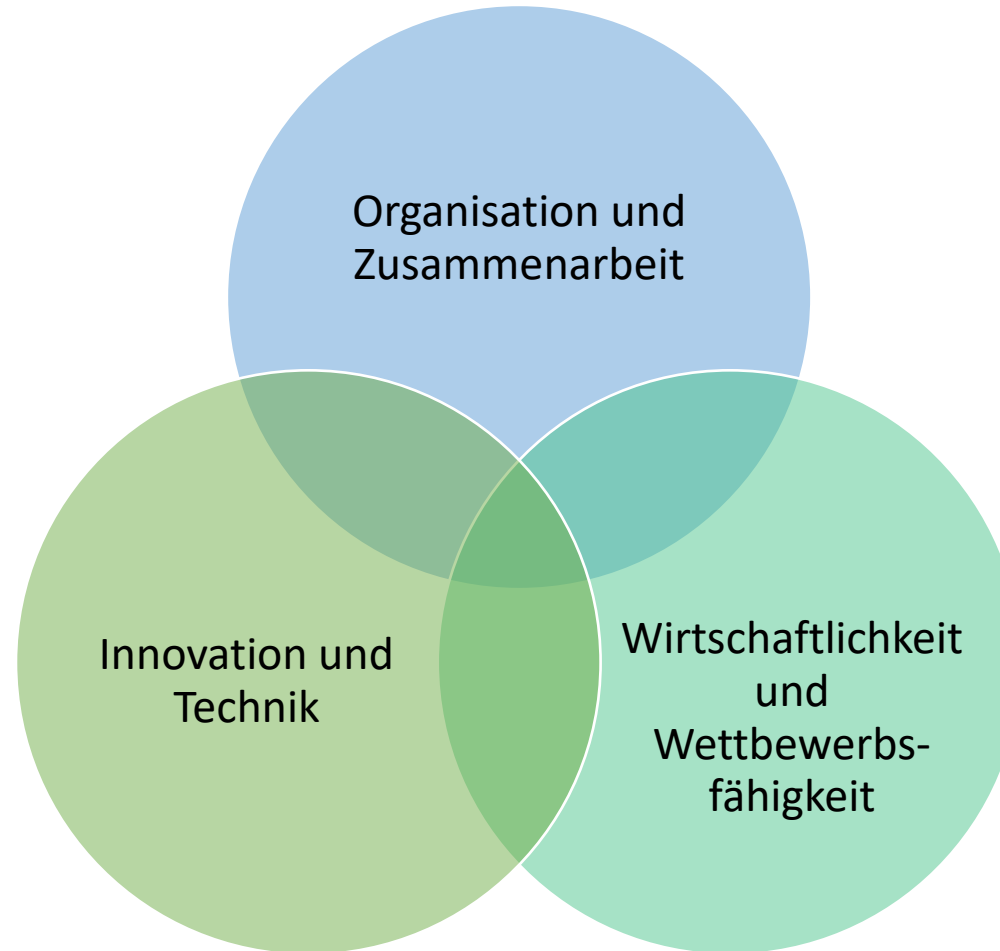 Organisation und
Zusammenarbeit
Innovation und
Technik
Wirtschaftlichkeit
und
Wettbewerbs-
fähigkeit